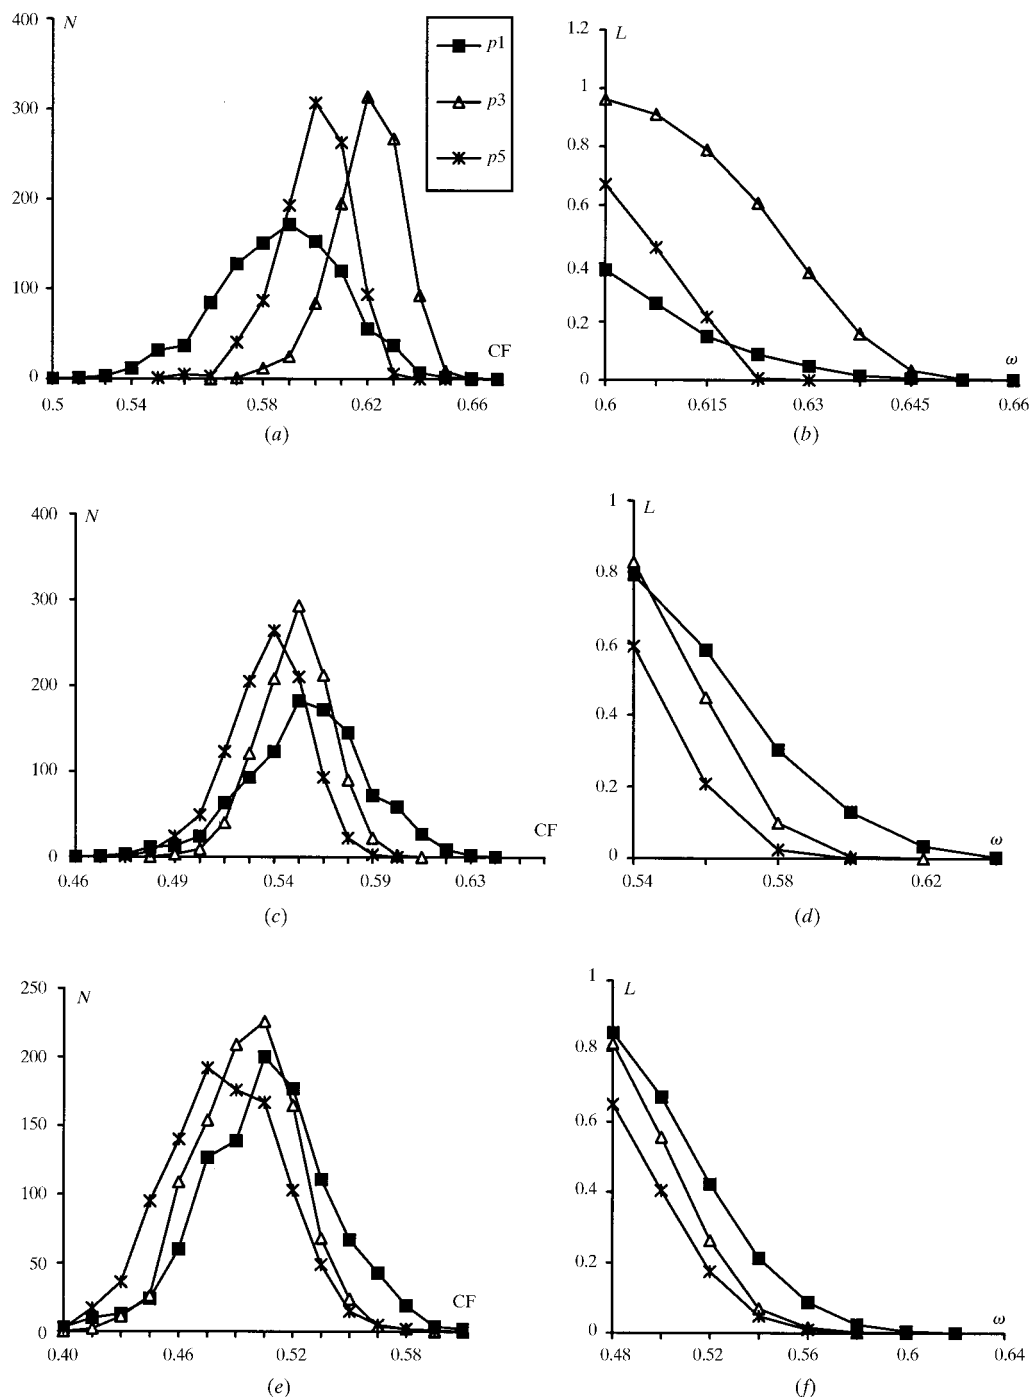 N
400
300
200
100
0
CF
0.5 0.54 0.58 0.62 0.66
(a)
p1
p3
p5
L
1.2
1
0.8
0.6
0.4
0.2
0
ω
0.6 0.615 0.63 0.645 0.66
(b)
N
400
300
200
100
0
CF
0.46 0.49 0.54 0.59 0.63
(c)
L
1
0.8
0.6
0.4
0.2
0
ω
0.54 0.58 0.62
(d)
N
250
200
150
100
50
0
CF
0.40 0.46 0.52 0.58
(e)
L
1
0.8
0.6
0.4
0.2
0
ω
0.48 0.52 0.56 0.6 0.64
(f)